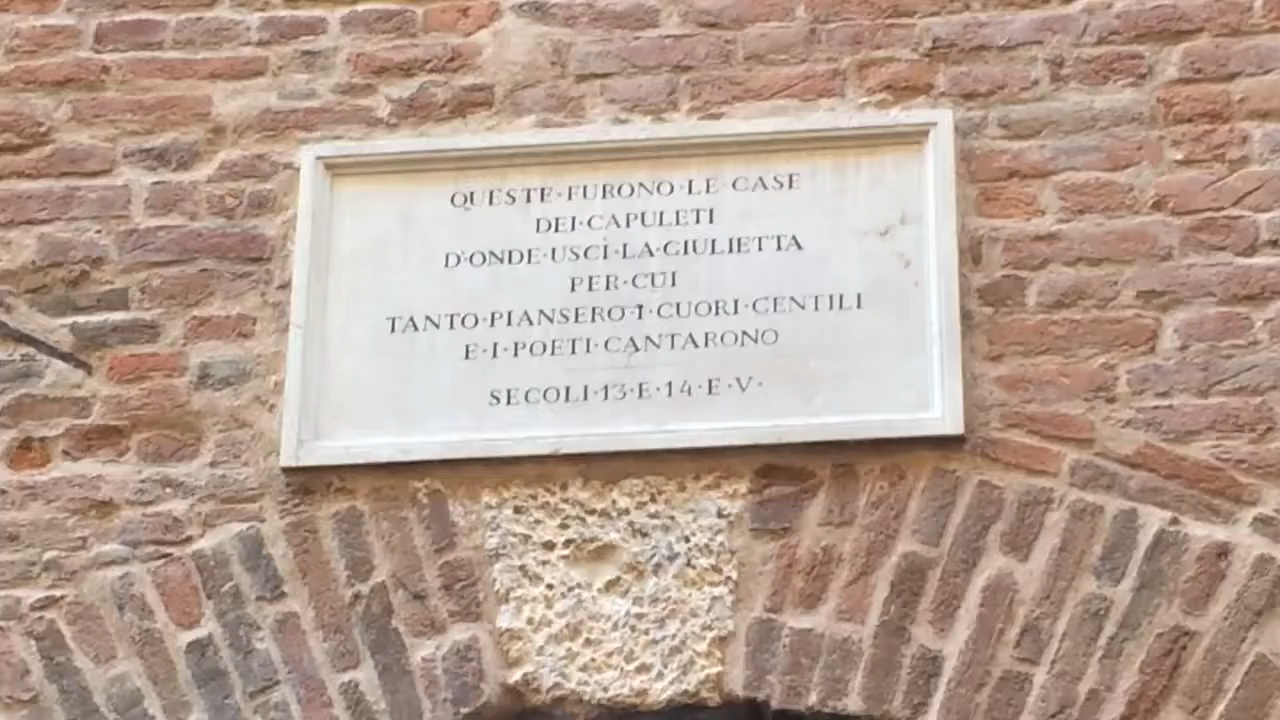 QUESTE·FURONO·LE·CASE
DEI·CAPULETI
D'ONDE·USCÌ·LA·GIULIETTA
PER·CUI
TANTO·PIANSERO·I·CUORI·GENTILI
E·I·POETI·CANTARONO
SECOLI·13·E·14·E·V·